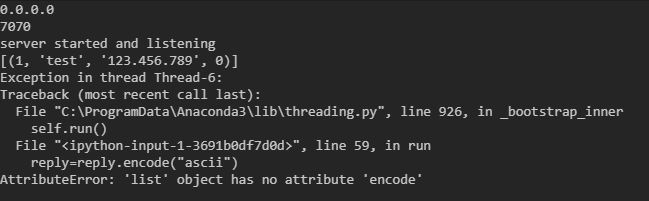 0.0.0.0
7070
server started and listening
[(1, 'test', '123.456.789', 0)]
Exception in thread Thread-6:
Traceback (most recent call last):
  File "C:\ProgramData\Anaconda3\lib\threading.py", line 926, in _bootstrap_inner
    self.run()
  File "<ipython-input-1-3691b0df7d0d>", line 59, in run
    reply=reply.encode("ascii")
AttributeError: 'list' object has no attribute 'encode'